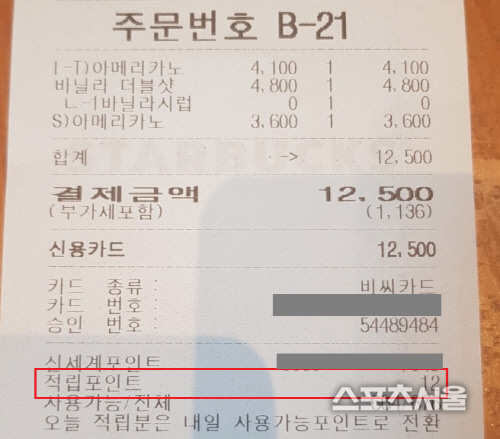 주문번호 B-21
I-T)아메리카노 4,100 1 4,100
바닐라 더블샷 4,800 1 4,800
ㄴ-1바닐라시럽 0 1 0
S)아메리카노 3,600 1 3,600
합계 -> 12,500
STARBUCKS
결제금액 12,500
(부가세포함) (1,136)
신용카드 12,500
카드 종류 : 비씨카드
카드 번호 :
승인 번호 : 54489484
신세계포인트
적립포인트 12
스포츠서울
사용가능/전체
오늘 적립분은 내일 사용가능포인트로 전환